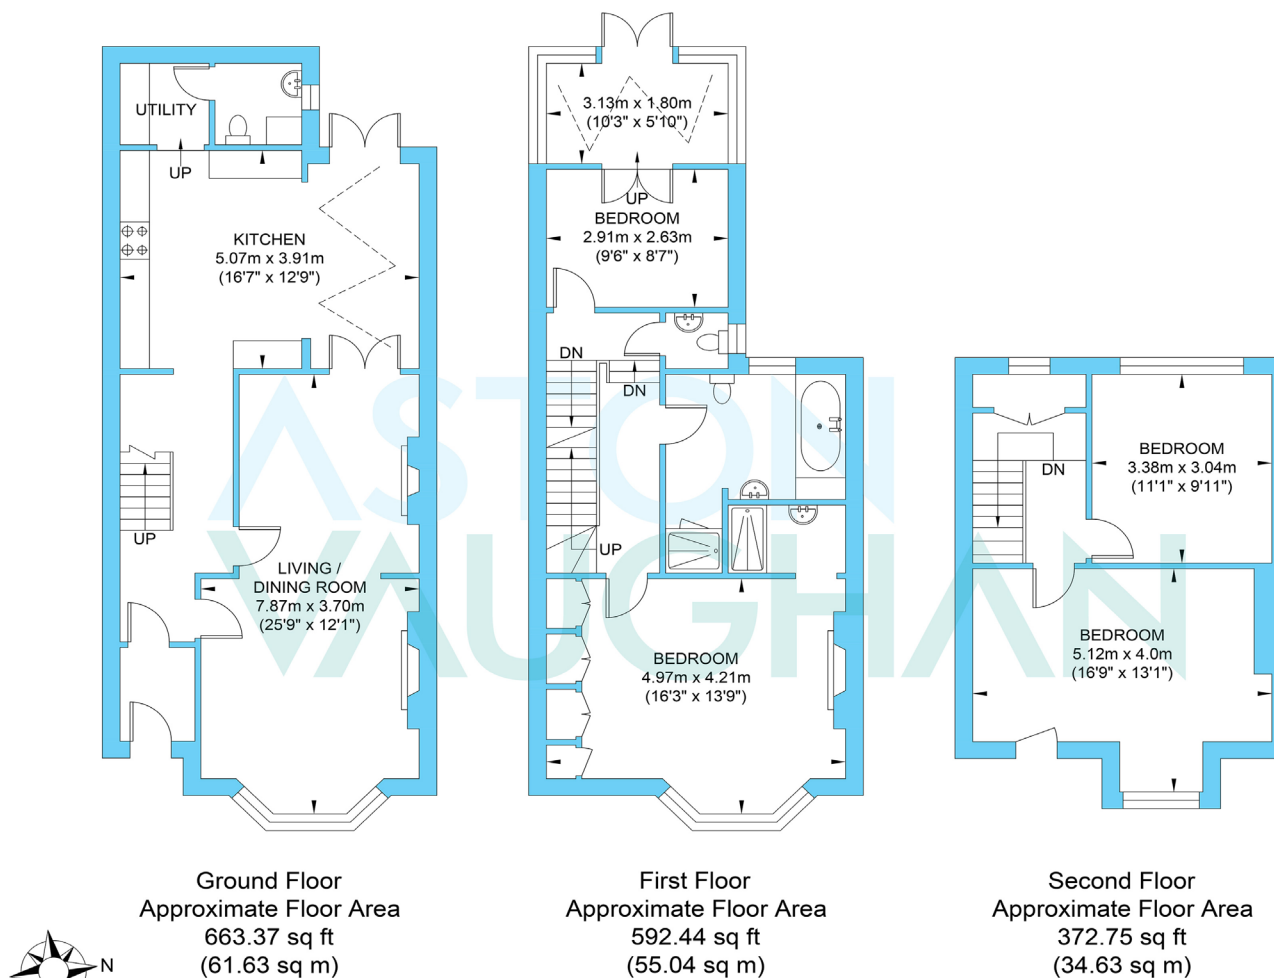 UTILITY
UP
KITCHEN
5.07m x 3.91m
(16'7" x 12'9")
UP
LIVING /
DINING ROOM
7.87m x 3.70m
(25'9" x 12'1")
3.13m x 1.80m
(10'3" x 5'10")
UP
BEDROOM
2.91m x 2.63m
(9'6" x 8'7")
DN
DN
UP
BEDROOM
4.97m x 4.21m
(16'3" x 13'9")
DN
BEDROOM
3.38m x 3.04m
(11'1" x 9'11")
BEDROOM
5.12m x 4.0m
(16'9" x 13'1")
ASTON
VAUGHAN
Ground Floor
Approximate Floor Area
663.37 sq ft
(61.63 sq m)
First Floor
Approximate Floor Area
592.44 sq ft
(55.04 sq m)
Second Floor
Approximate Floor Area
372.75 sq ft
(34.63 sq m)
N